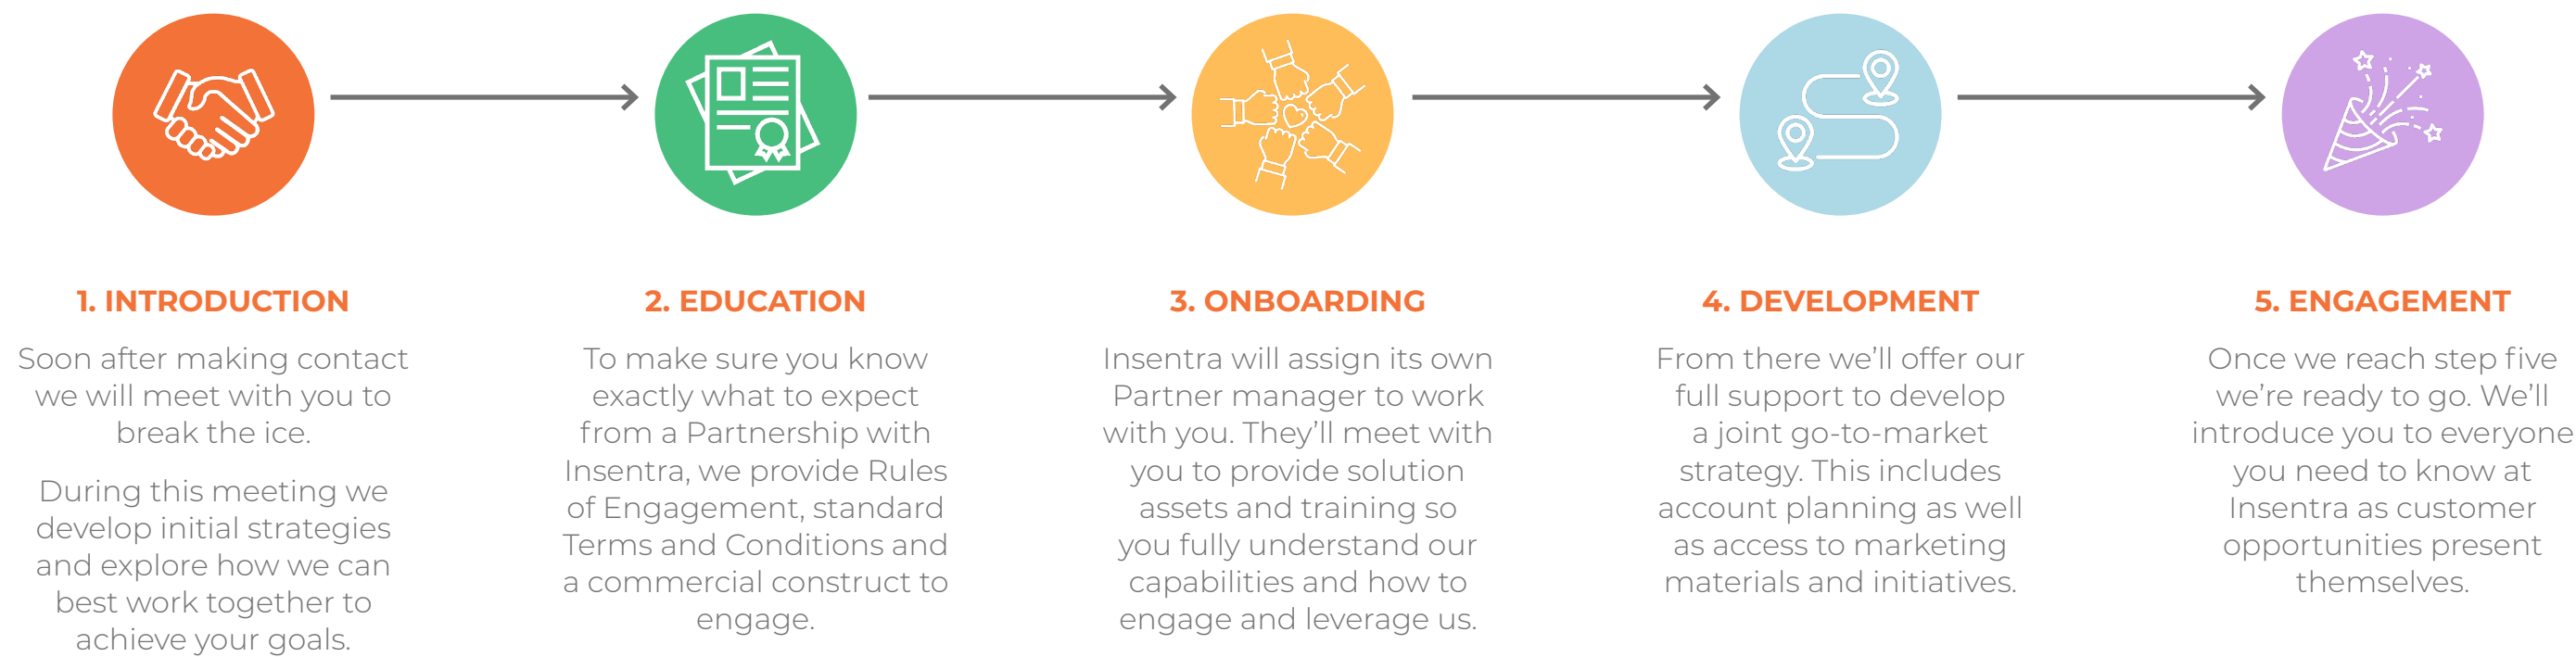 1. INTRODUCTION
Soon after making contact
we will meet with you to
break the ice.
During this meeting we
develop initial strategies
and explore how we can
best work together to
achieve your goals.
2. EDUCATION
To make sure you know
exactly what to expect
from a Partnership with
Insentra, we provide Rules
of Engagement, standard
Terms and Conditions and
a commercial construct to
engage.
3. ONBOARDING
Insentra will assign its own
Partner manager to work
with you. They’ll meet with
you to provide solution
assets and training so
you fully understand our
capabilities and how to
engage and leverage us.
4. DEVELOPMENT
From there we’ll offer our
full support to develop
a joint go-to-market
strategy. This includes
account planning as well
as access to marketing
materials and initiatives.
5. ENGAGEMENT
Once we reach step five
we’re ready to go. We’ll
introduce you to everyone
you need to know at
Insentra as customer
opportunities present
themselves.